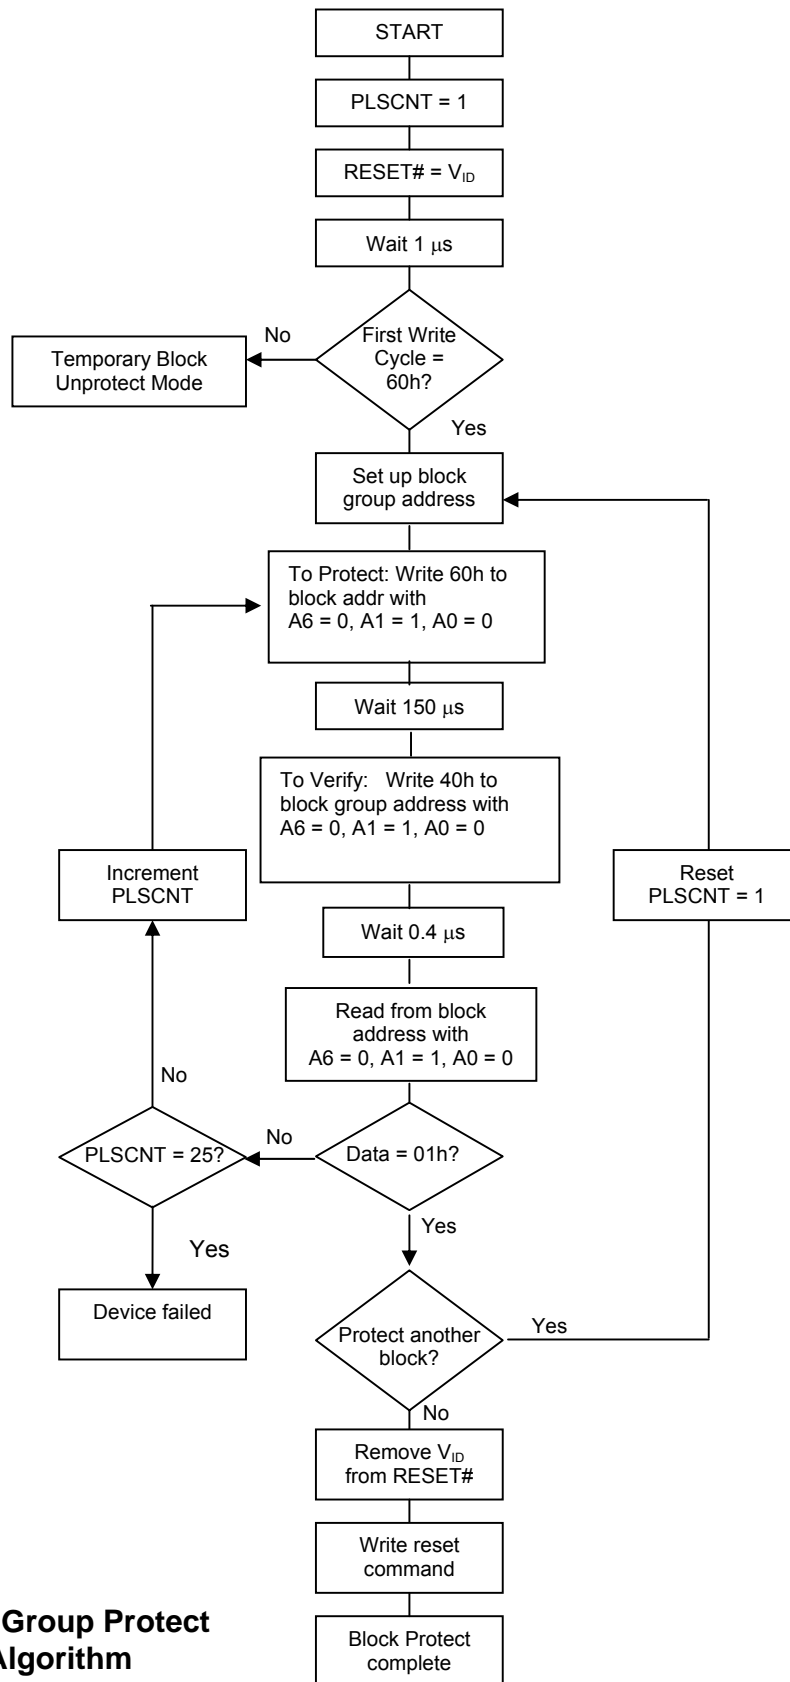 START
PLSCNT = 1
RESET# = VID
Wait 1 μs
No
First Write
Cycle =
60h?
Temporary Block
Unprotect Mode
Yes
Set up block
group address
To Protect: Write 60h to
block addr with
A6 = 0, A1 = 1, A0 = 0
Wait 150 μs
To Verify: Write 40h to
block group address with
A6 = 0, A1 = 1, A0 = 0
Increment
PLSCNT
Reset
PLSCNT = 1
Wait 0.4 μs
Read from block
address with
A6 = 0, A1 = 1, A0 = 0
No
PLSCNT = 25?
No
Data = 01h?
Yes
Yes
Device failed
Protect another
block?
Yes
No
Remove VID
from RESET#
Write reset
command
Group Protect
Algorithm
Block Protect
complete